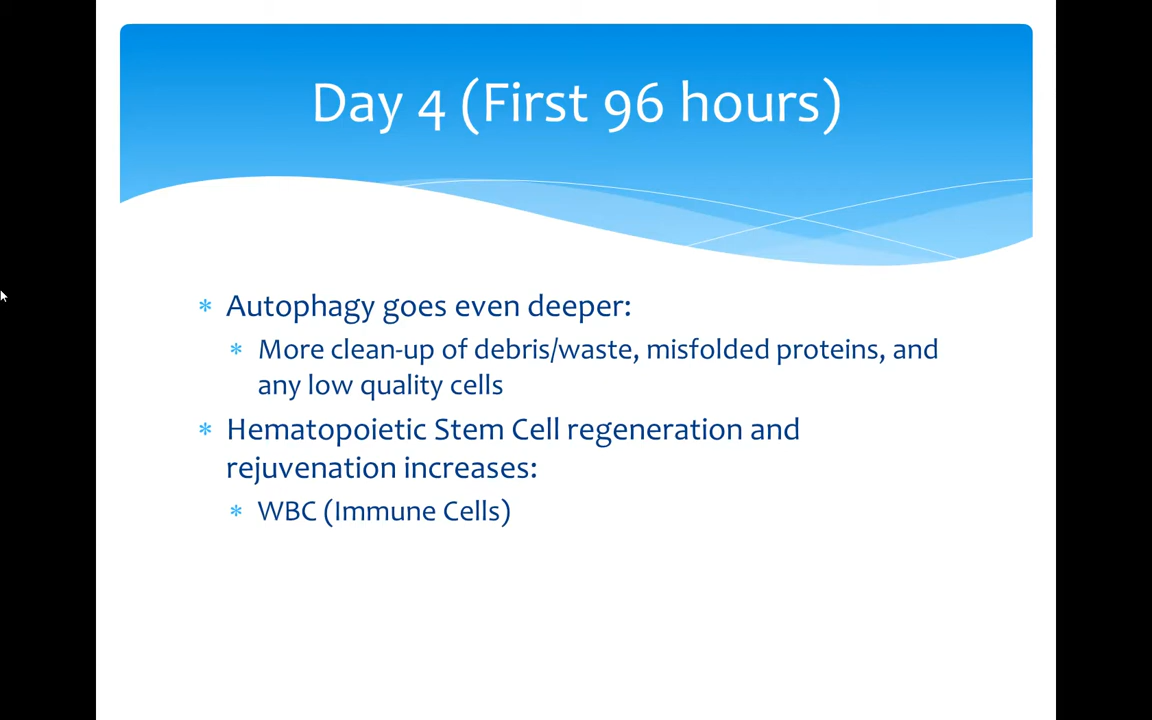 Day 4 (First 96 hours)
* Autophagy goes even deeper:
* More clean-up of debris/waste, misfolded proteins, and
any low quality cells
* Hematopoietic Stem Cell regeneration and
rejuvenation increases:
* WBC (Immune Cells)